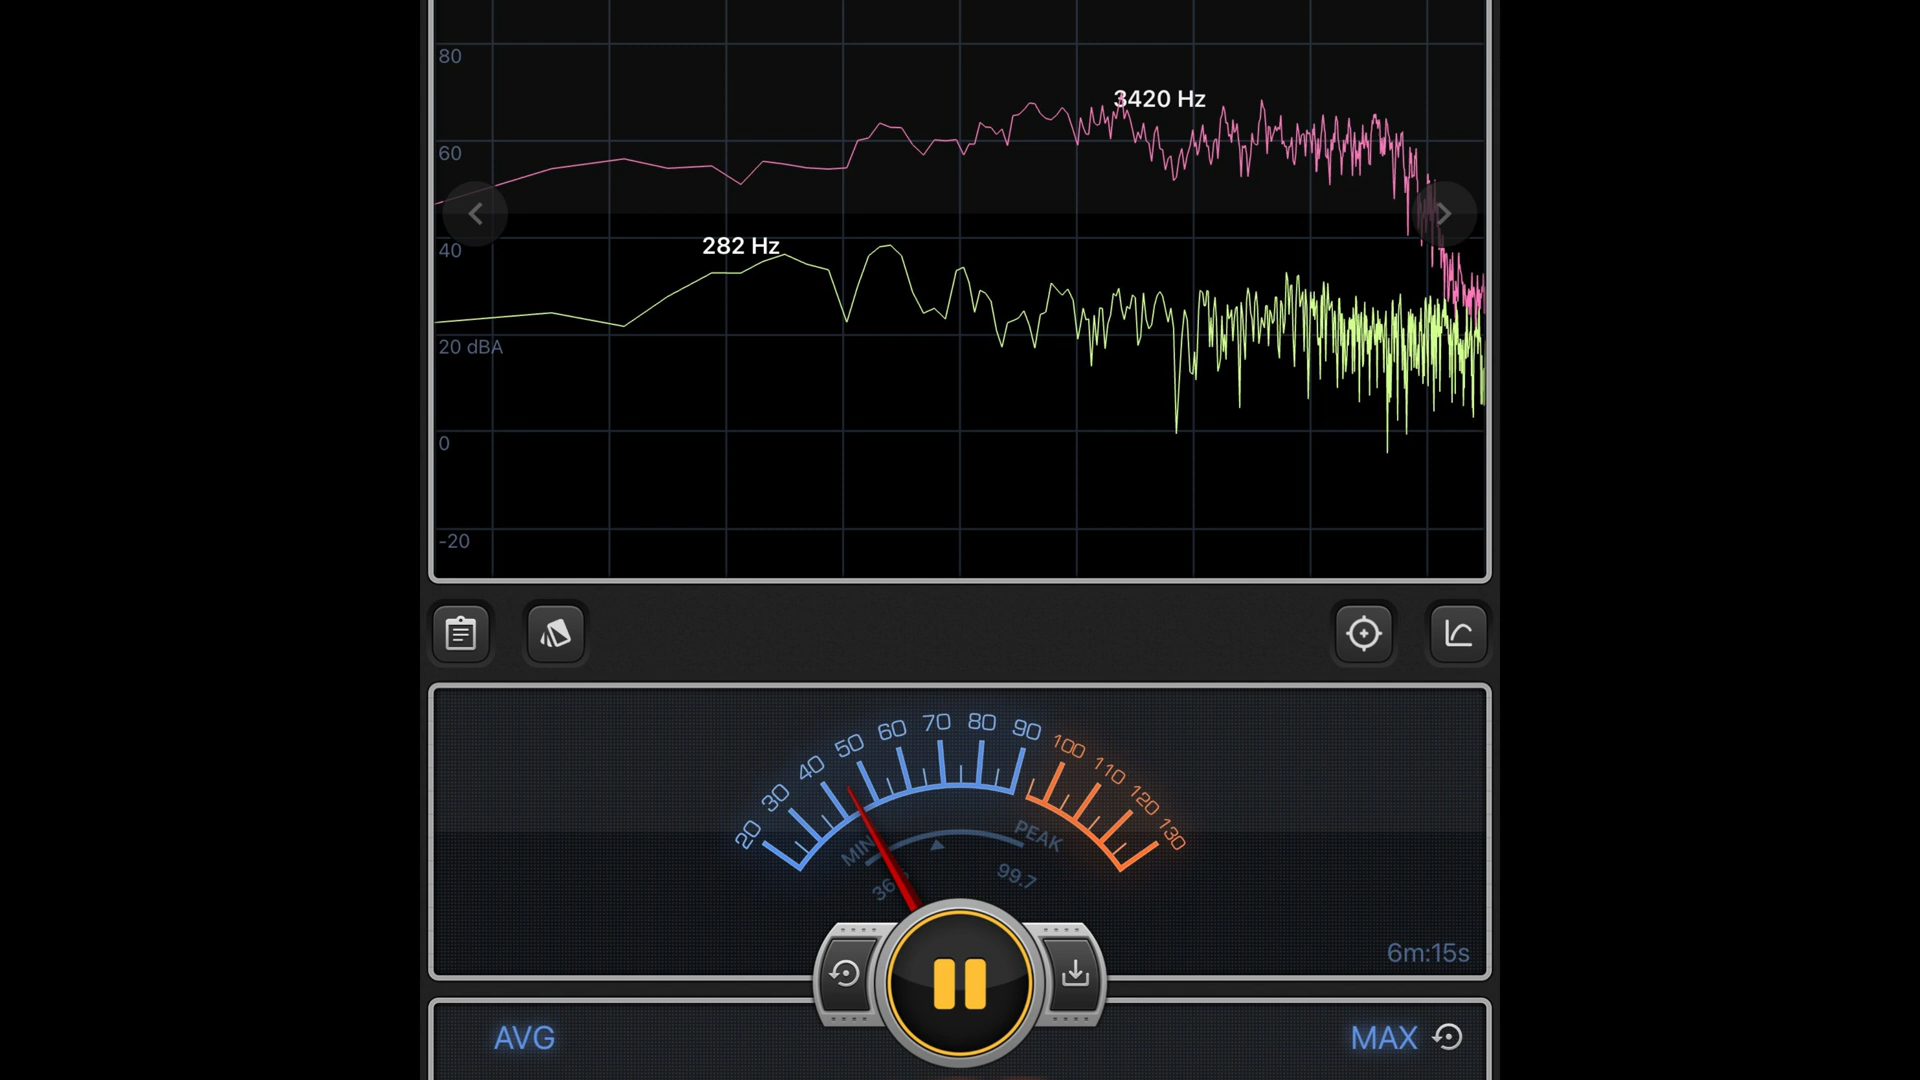 80
3420 Hz
60
282 Hz
40
20 dBA
0
-20
20 30 40 50 60 70 80 90 100 110 120 130
MIN PEAK
99.7
6m:15s
AVG MAX